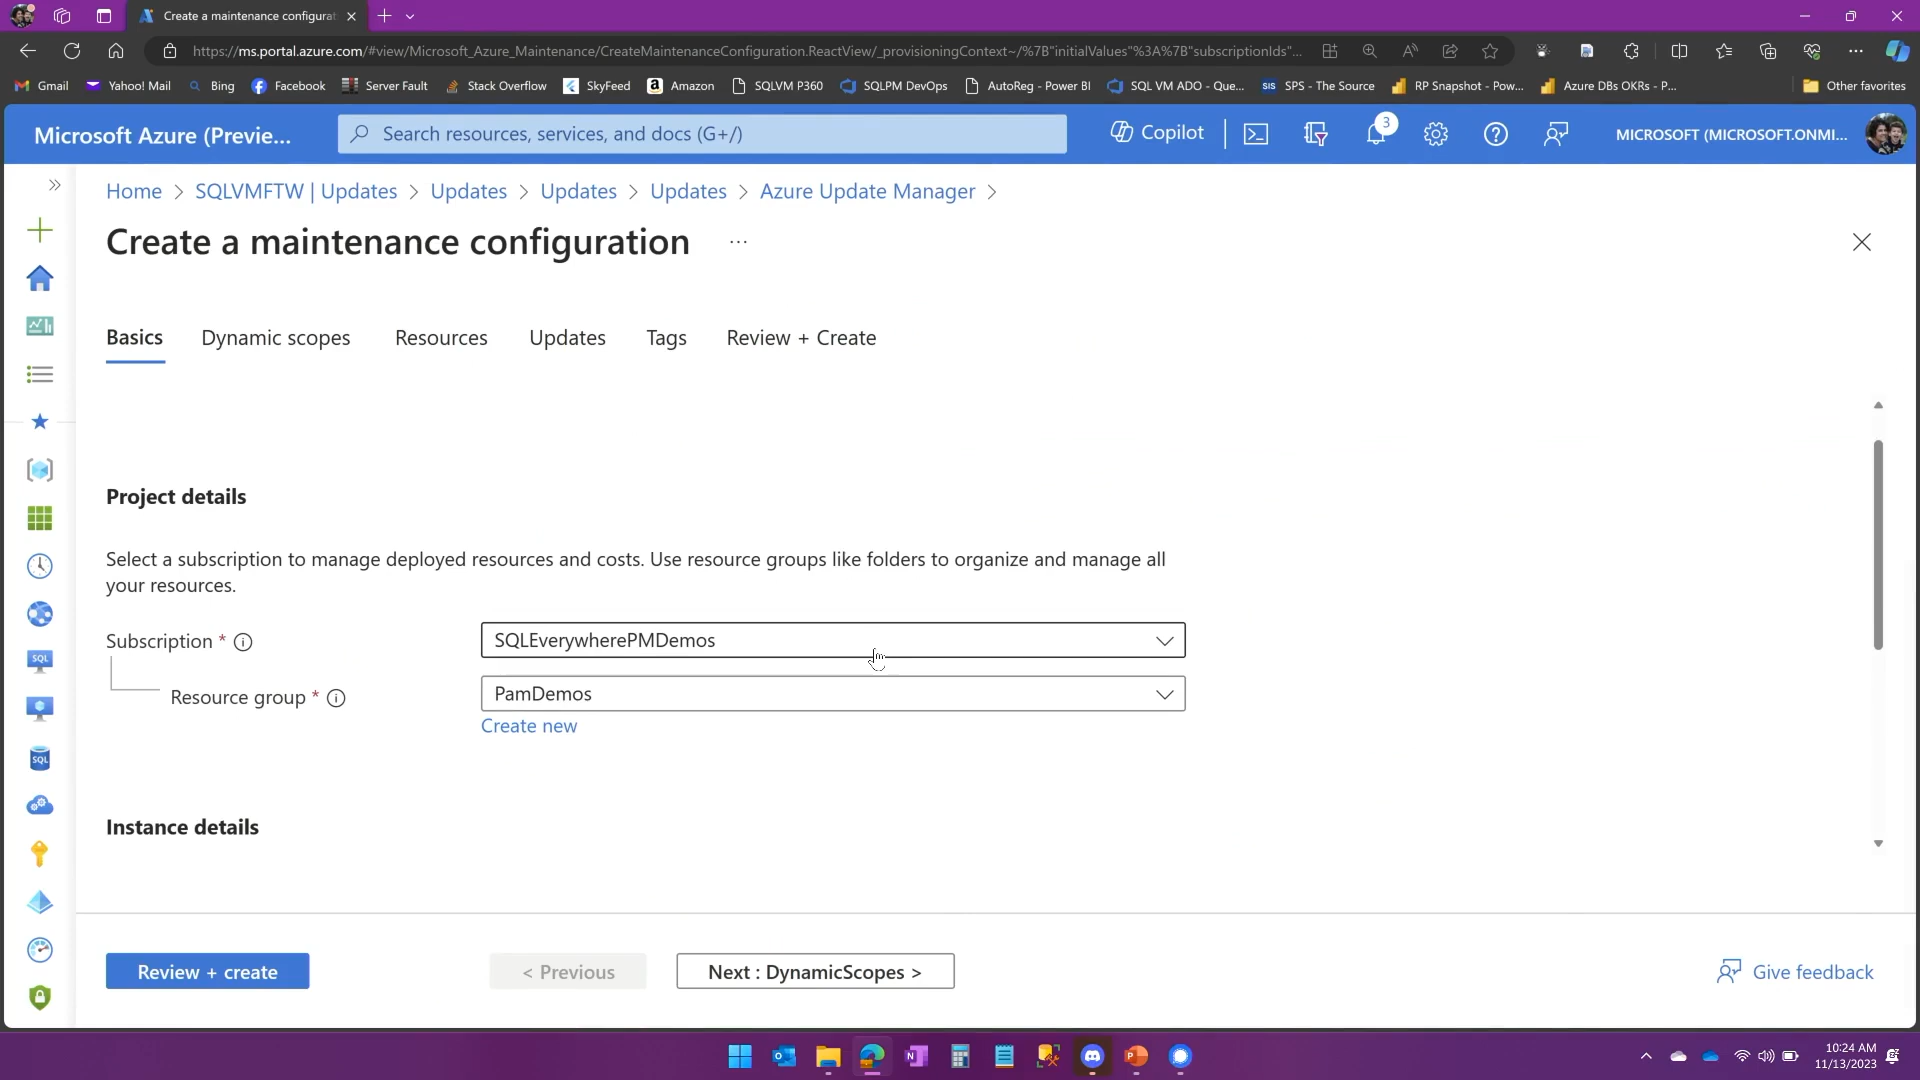 Create a maintenance configurat
https://ms.portal.azure.com/#view/Microsoft_Azure_Maintenance/CreateMaintenanceConfiguration.ReactView/_provisioningContext~/%7B"initialValues"%3A%7B"subscriptionIds"...
Gmail Yahoo! Mail Bing Facebook Server Fault Stack Overflow SkyFeed Amazon SQLVM P360 SQLPM DevOps AutoReg - Power BI SQL VM ADO - Que... SPS - The Source RP Snapshot - Pow... Azure DBs OKRs - P... Other favorites
Microsoft Azure (Previe... Search resources, services, and docs (G+/) Copilot 3 MICROSOFT (MICROSOFT.ONMI...
Home > SQLVMFTW | Updates > Updates > Updates > Updates > Azure Update Manager >
Create a maintenance configuration ...
Basics Dynamic scopes Resources Updates Tags Review + Create
Project details
Select a subscription to manage deployed resources and costs. Use resource groups like folders to organize and manage all
your resources.
Subscription * SQLEverywherePMDemos
Resource group * PamDemos
Create new
Instance details
Review + create < Previous Next : DynamicScopes > Give feedback
10:24 AM
11/13/2023